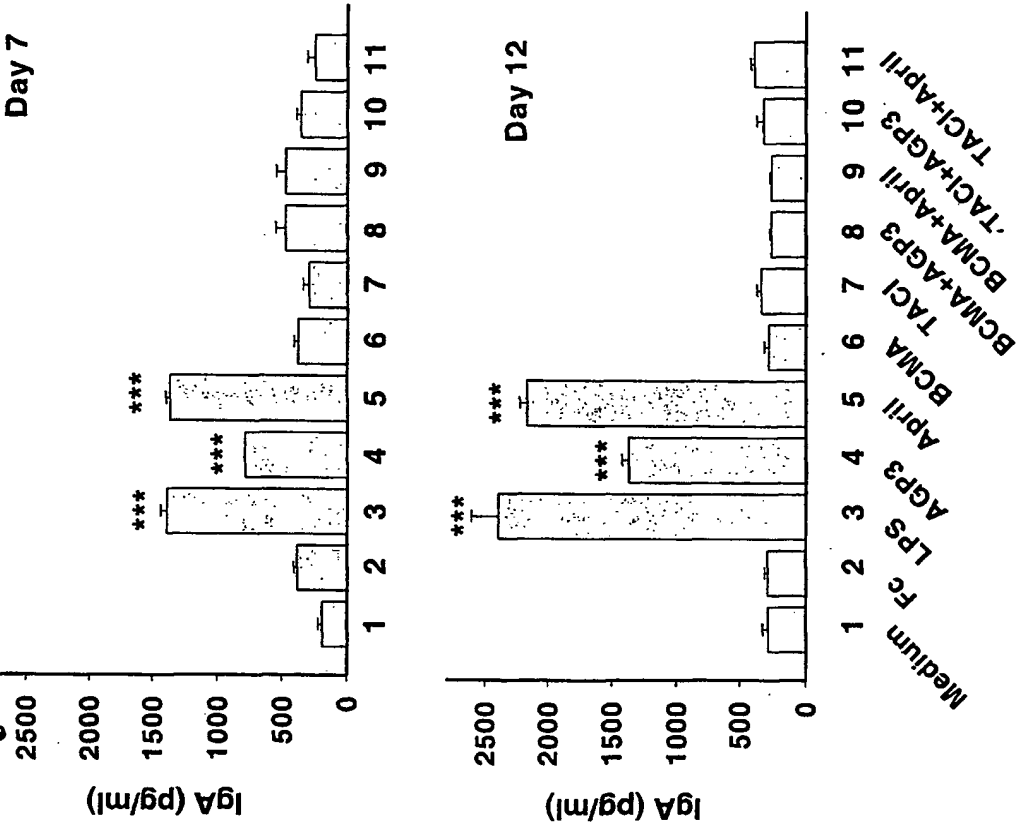 Day 7
IgA (pg/ml)
2500
2000
1500
1000
500
0
***
***
***
1 2 3 4 5 6 7 8 9 10 11
Day 12
IgA (pg/ml)
2500
2000
1500
1000
500
0
***
***
***
1 2 3 4 5 6 7 8 9 10 11
Medium
Fc
LPS
AGP3
April
BCMA
TACI
BCMA+AGP3
BCMA+April
TACI+AGP3
TACI+April